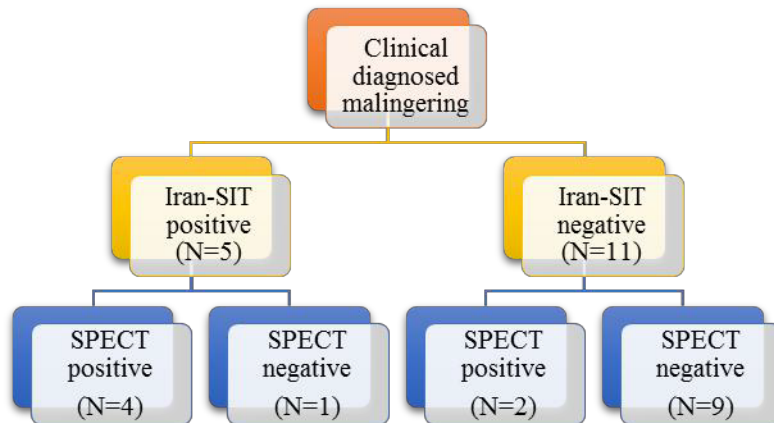 Clinical
diagnosed
malingering
Iran-SIT
positive
(N=5)
Iran-SIT
negative
(N=11)
SPECT
positive
(N=4)
SPECT
negative
(N=1)
SPECT
positive
(N=2)
SPECT
negative
(N=9)